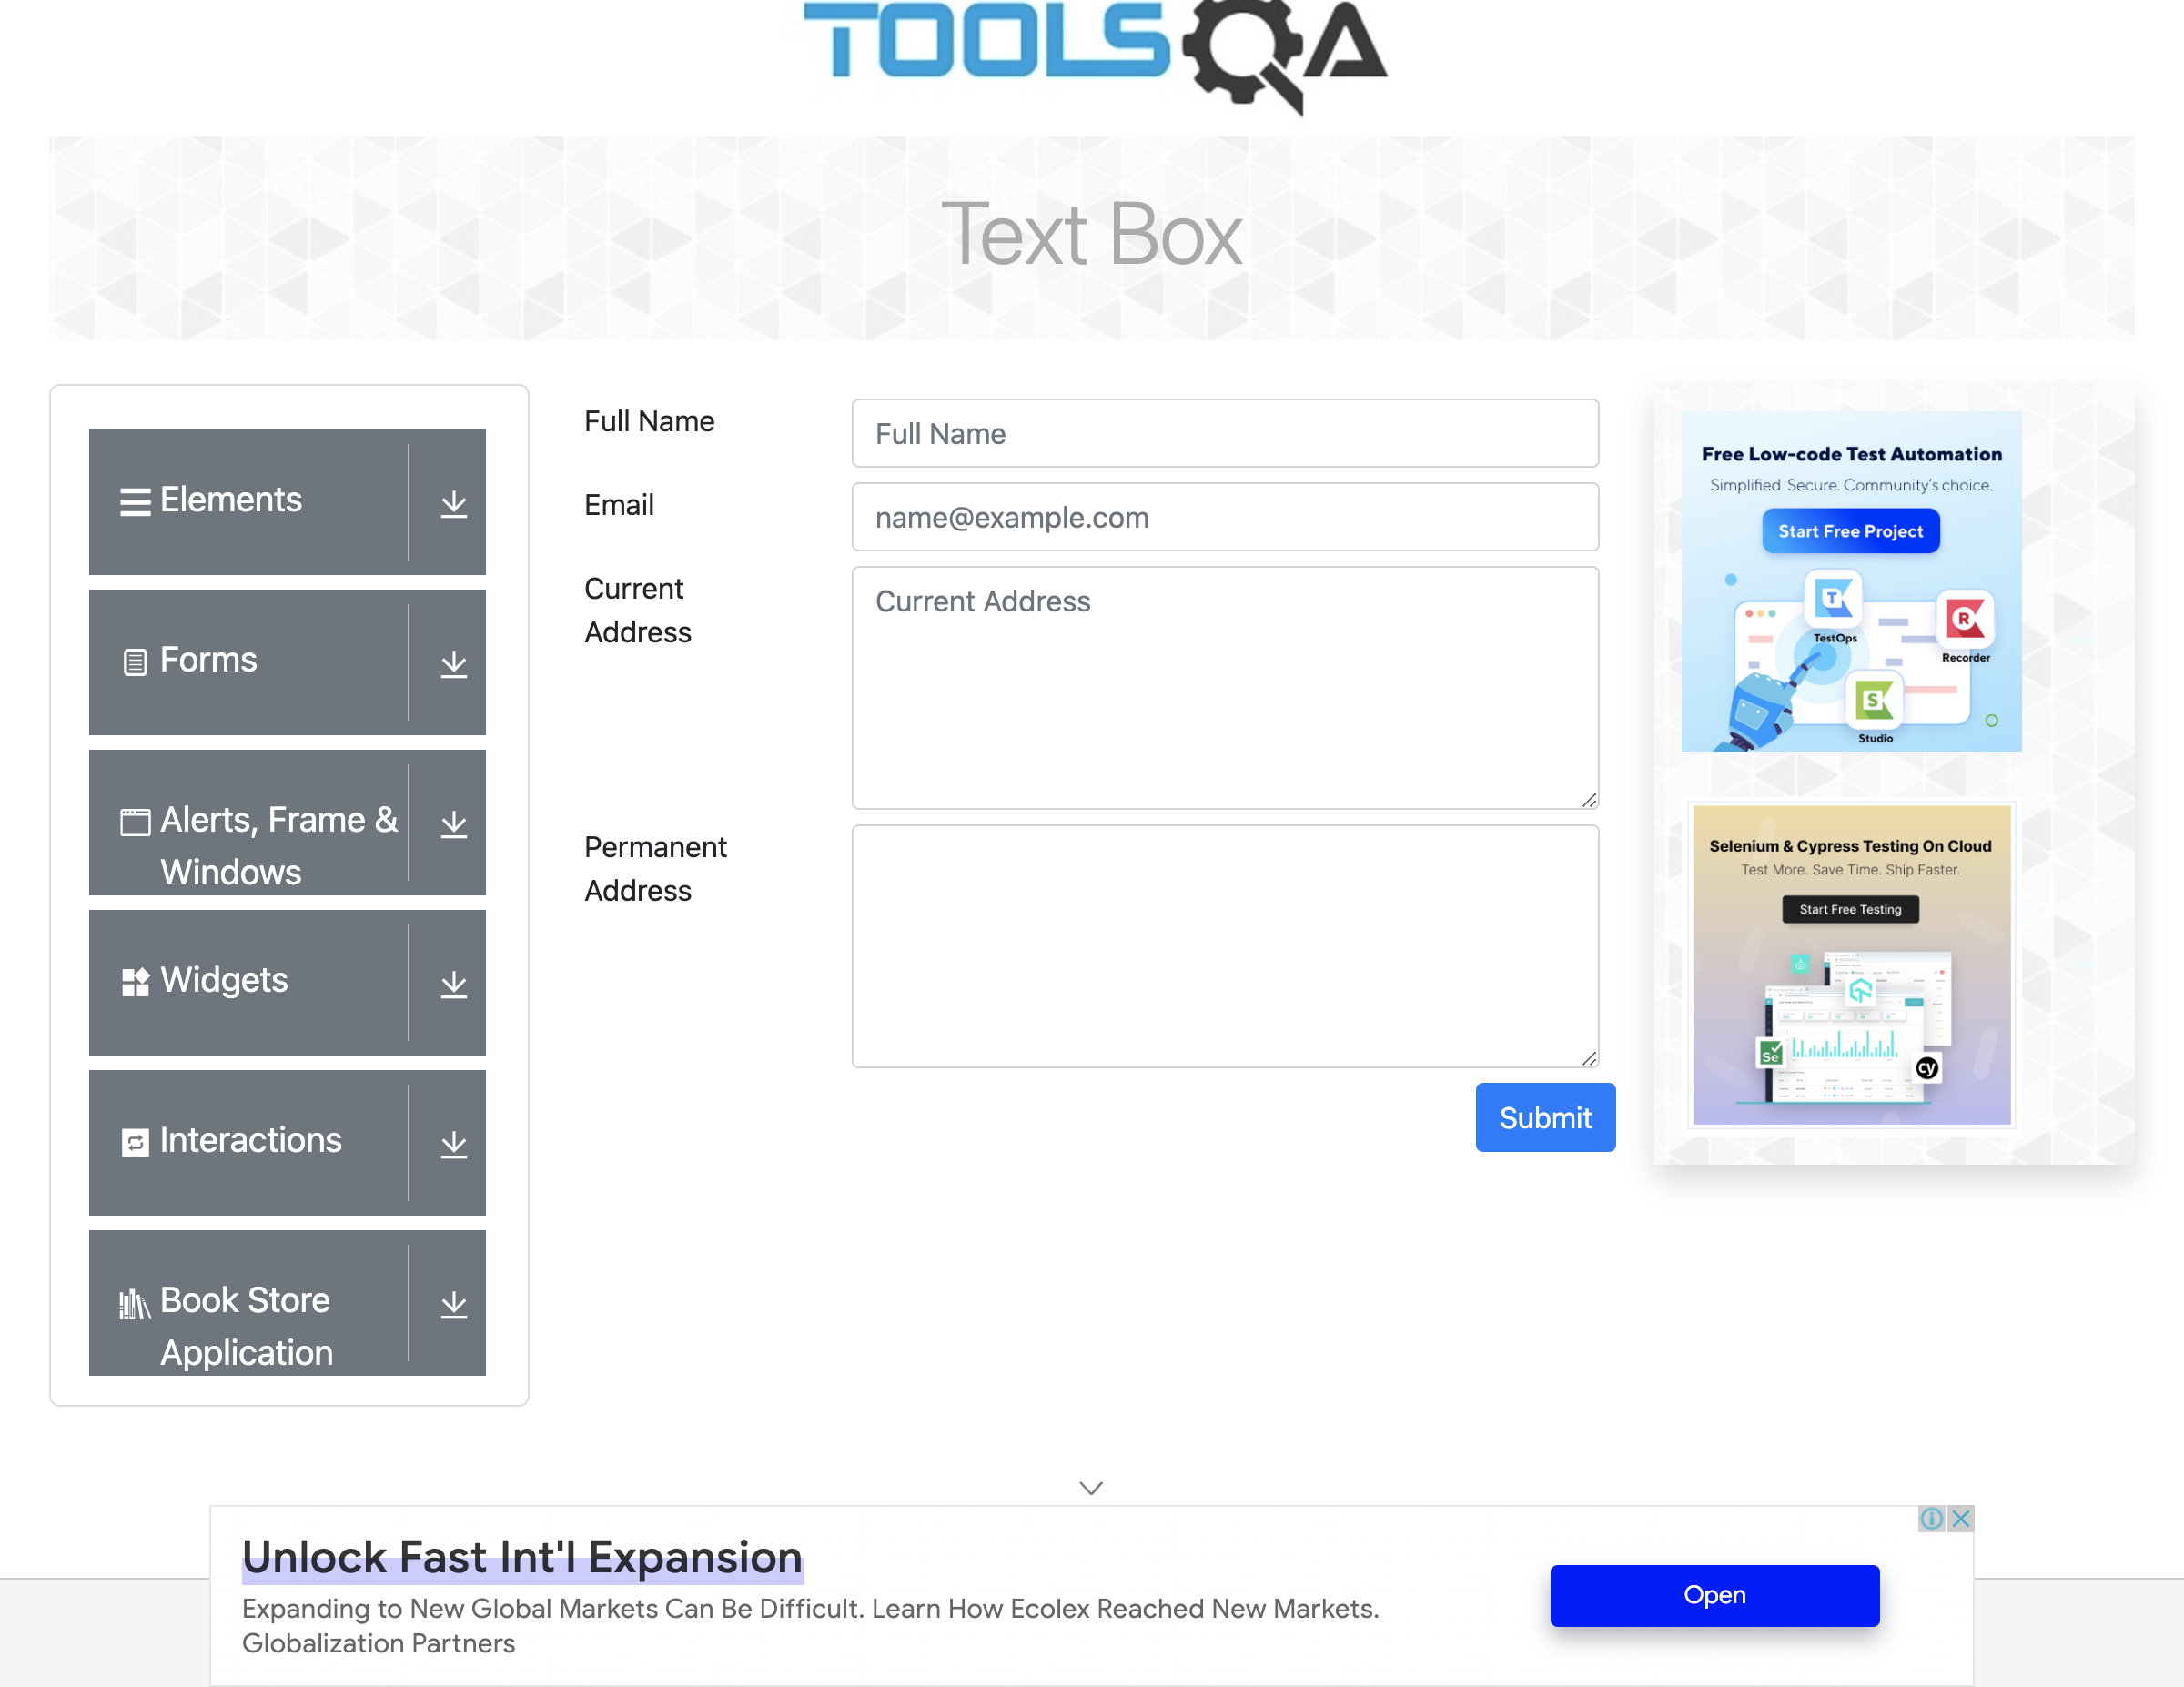 TOOLSQA
Text Box
Elements
Forms
Alerts, Frame &
Windows
Widgets
Interactions
Book Store
Application
Full Name
Full Name
Email
name@example.com
Current
Address
Current Address
Permanent
Address
Submit
Free Low-code Test Automation
Simplified. Secure. Community's choice.
Start Free Project
T
TestOps
R
Recorder
S
Studio
Selenium & Cypress Testing On Cloud
Test More. Save Time. Ship Faster.
Start Free Testing
Se
cy
Unlock Fast Int'l Expansion
Expanding to New Global Markets Can Be Difficult. Learn How Ecolex Reached New Markets.
Globalization Partners
Open